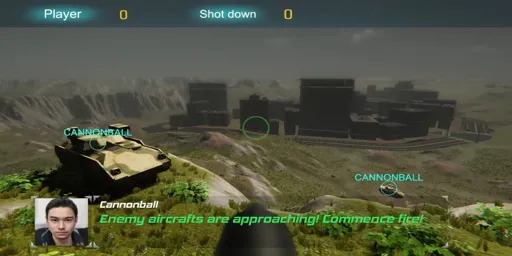 Player 0 Shot down 0
CANNONBALL
CANNONBALL
Cannonball
Enemy aircrafts are approaching! Commence fire!